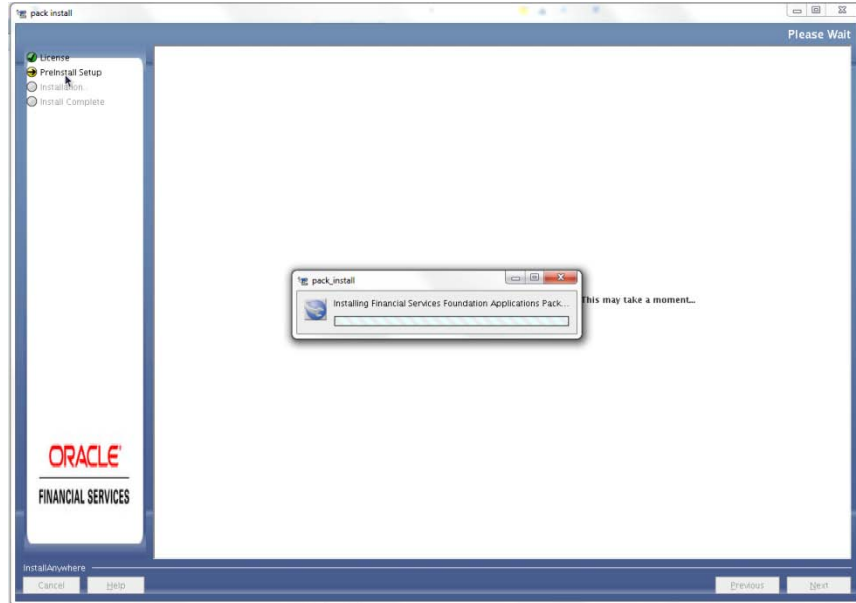 pack install
Please Wait
License
PreInstall Setup
Installation
Install Complete
pack_install
Installing Financial Services Foundation Applications Pack...
This may take a moment...
ORACLE
FINANCIAL SERVICES
InstallAnywhere
Cancel
Help
Previous
Next